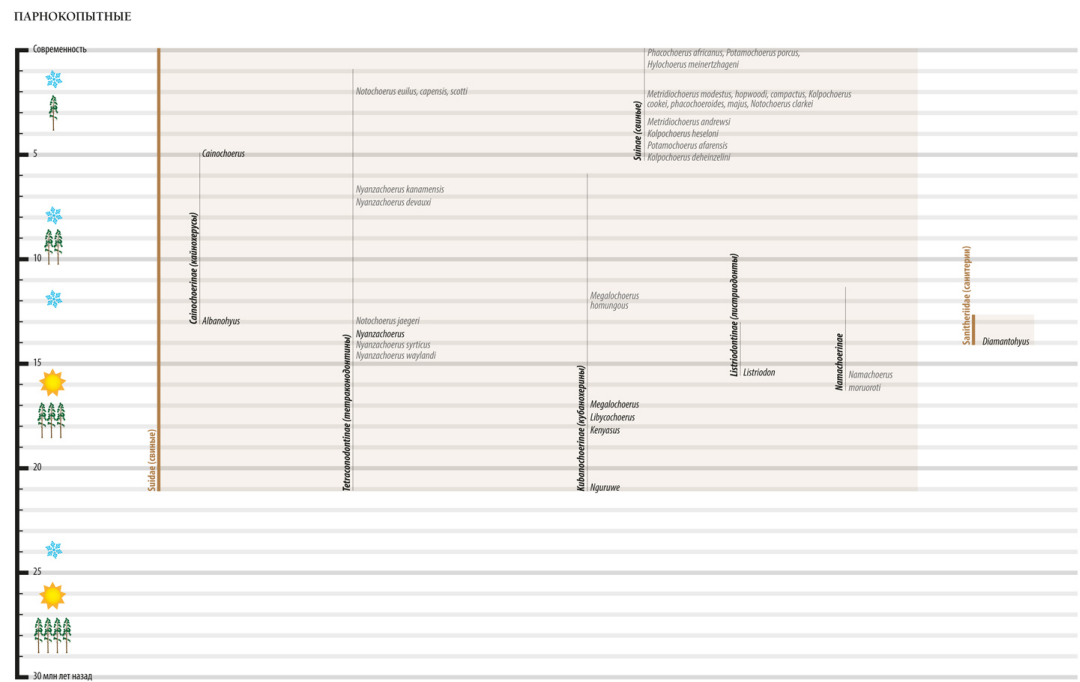 ПАРНОКОПЫТНЫЕ
Современность
Phacochoerus africanus, Potamochoerus porcus,
Hylochoerus meinertzhageni
Notochoerus euilus, capensis, scotti
Metridiochoerus modestus, hopwoodi, compactus, Kolpochoerus
cookei, phacochoeroides, majus, Notochoerus clarkei
Suinae (свиные)
Metridiochoerus andrewsi
Kolpochoerus heseloni
Potamochoerus afarensis
Kolpochoerus deheinzelini
5
Cainochoerus
Nyanzachoerus kanamensis
Nyanzachoerus devauxi
Cainochoerinae (кайнохерусы)
10
Listriodontinae (листриодонты)
Sanitheriidae (санитерии)
Megalochoerus
homungous
Albanohyus
Notochoerus jaegeri
Nyanzachoerus
Nyanzachoerus syrticus
Nyanzachoerus waylandi
Tetraconodontinae (тетраконодонтины)
Diamantohyus
15
Listriodon
Namachoerinae
Namachoerus
moruoroti
Kubanochoerinae (кубанохерины)
Megalochoerus
Libycochoerus
Kenyasus
Suidae (свиные)
20
Nguruwe
25
30 млн лет назад